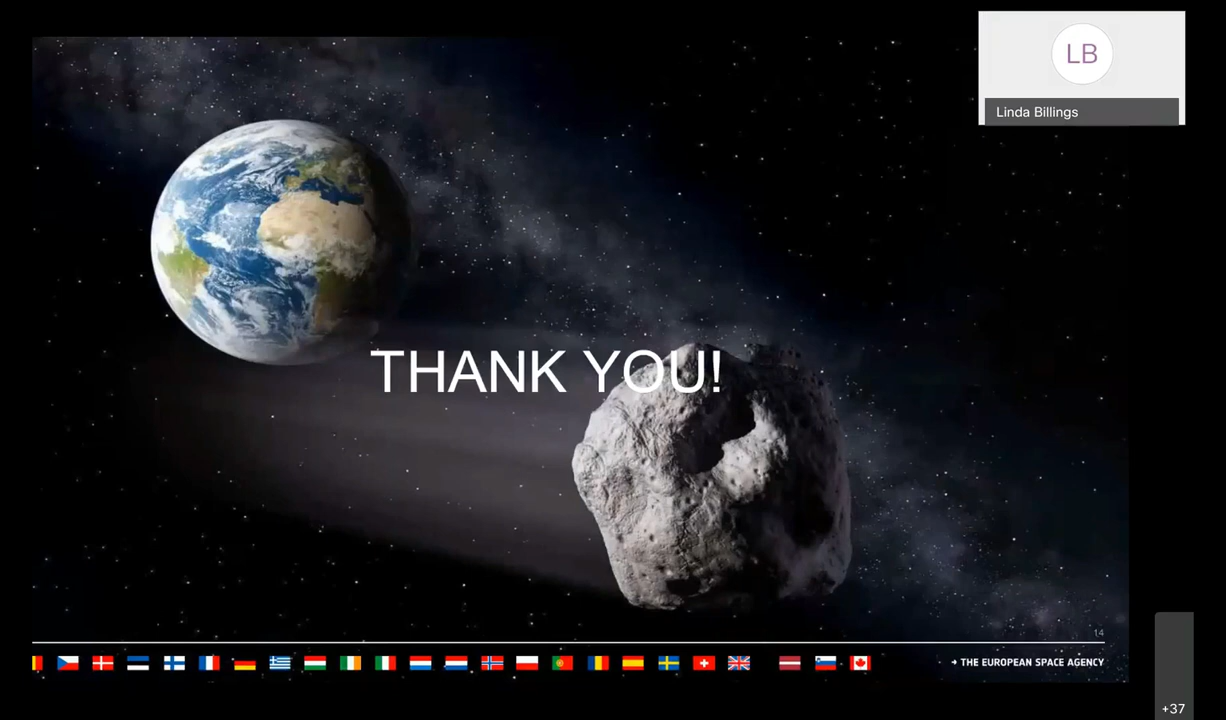 LB
Linda Billings
THANK YOU!
14
→ THE EUROPEAN SPACE AGENCY
+37